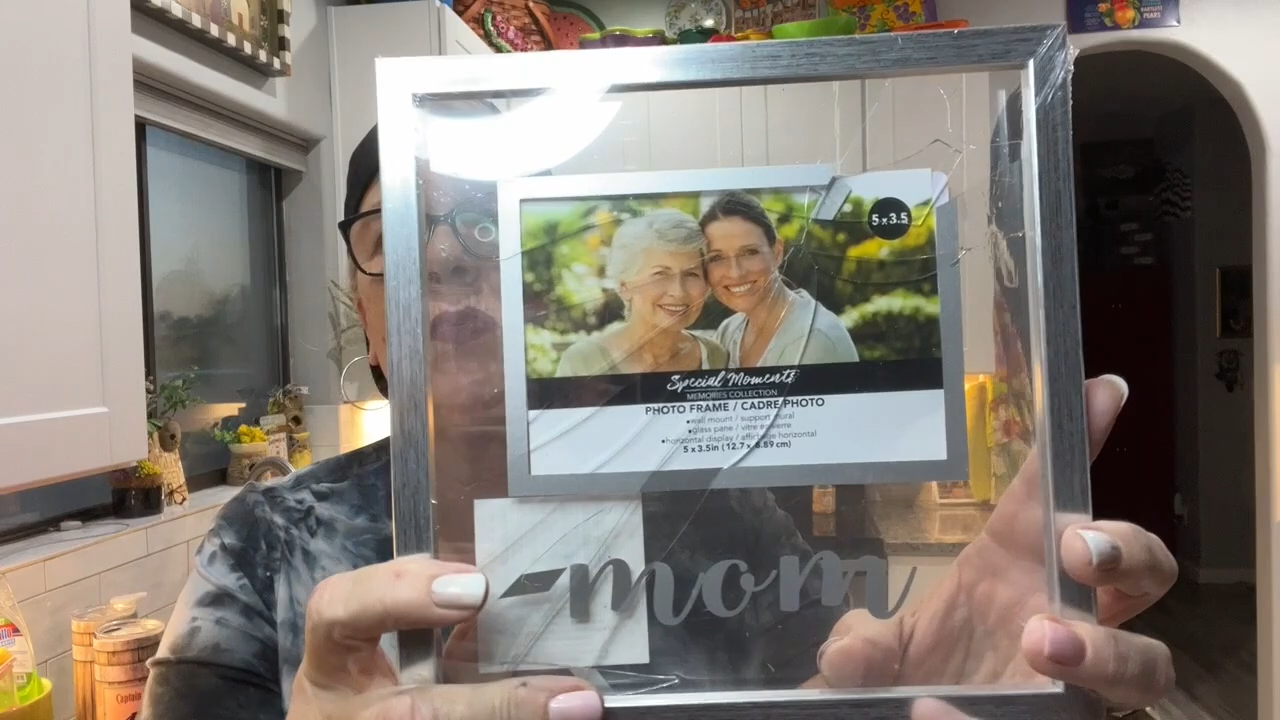 5 x 3.5
Special Moments
MEMORIES COLLECTION
PHOTO FRAME / CADRE PHOTO
•wall mount / support mural
•glass pane / vitre en verre
•horizontal display / affichage horizontal
5 x 3.5in (12.7 x 8.89 cm)
mom
Captain